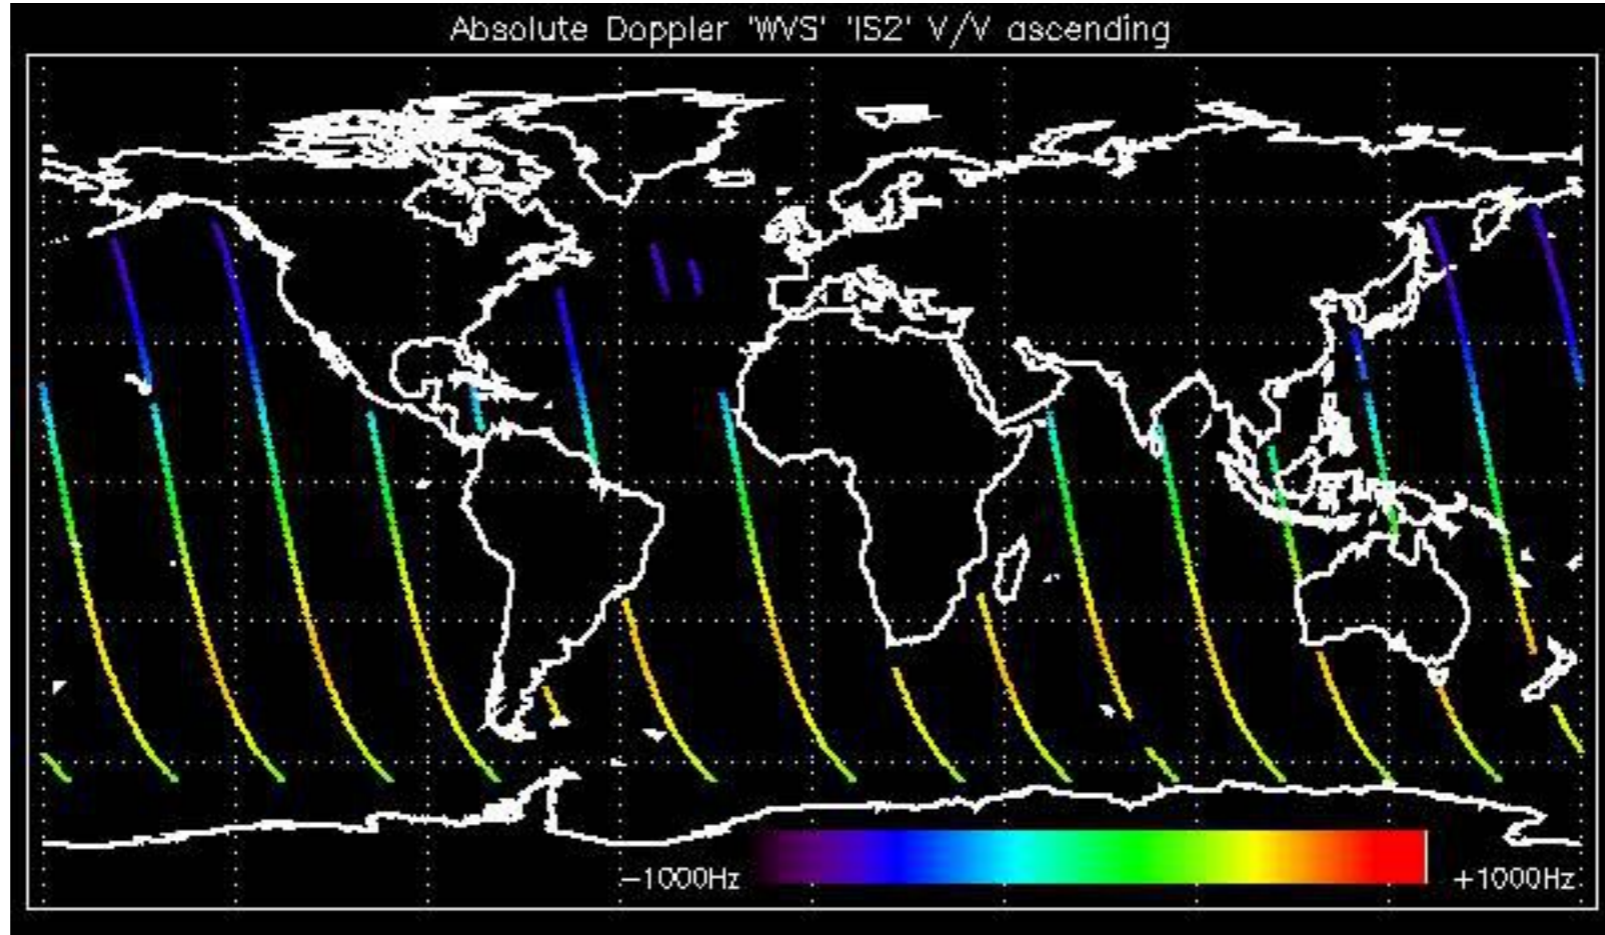 Absolute Doppler 'WVS' 'IS2' V/V ascending
−1000Hz +1000Hz